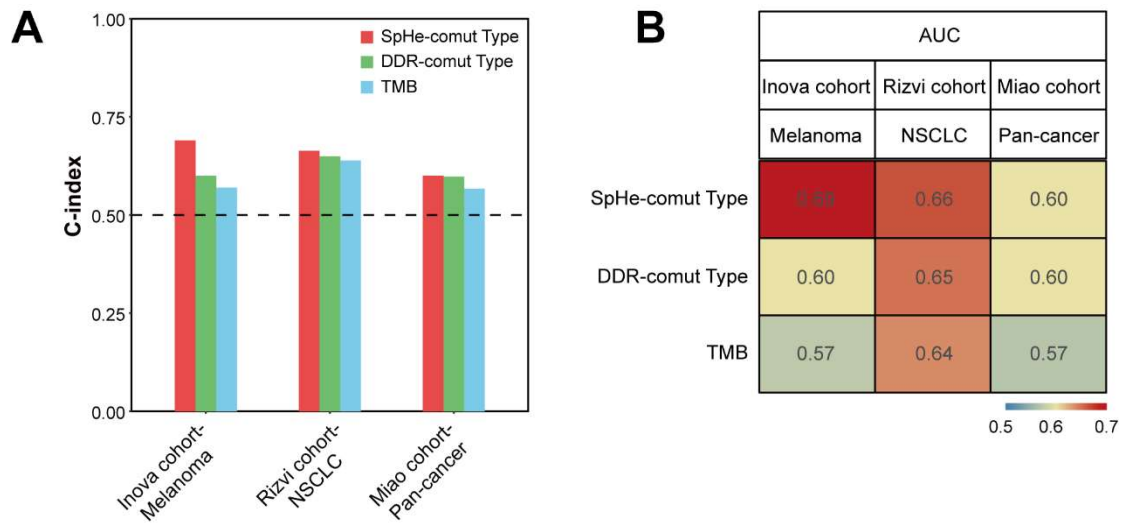 A
1.00
0.75
0.50
0.25
0.00
C-index
SpHe-comut Type
DDR-comut Type
TMB
Inova cohort-
Melanoma
Rizvi cohort-
NSCLC
Miao cohort-
Pan-cancer
B
AUC
Inova cohort Rizvi cohort Miao cohort
Melanoma NSCLC Pan-cancer
SpHe-comut Type 0.69 0.66 0.60
DDR-comut Type 0.60 0.65 0.60
TMB 0.57 0.64 0.57
0.5 0.6 0.7